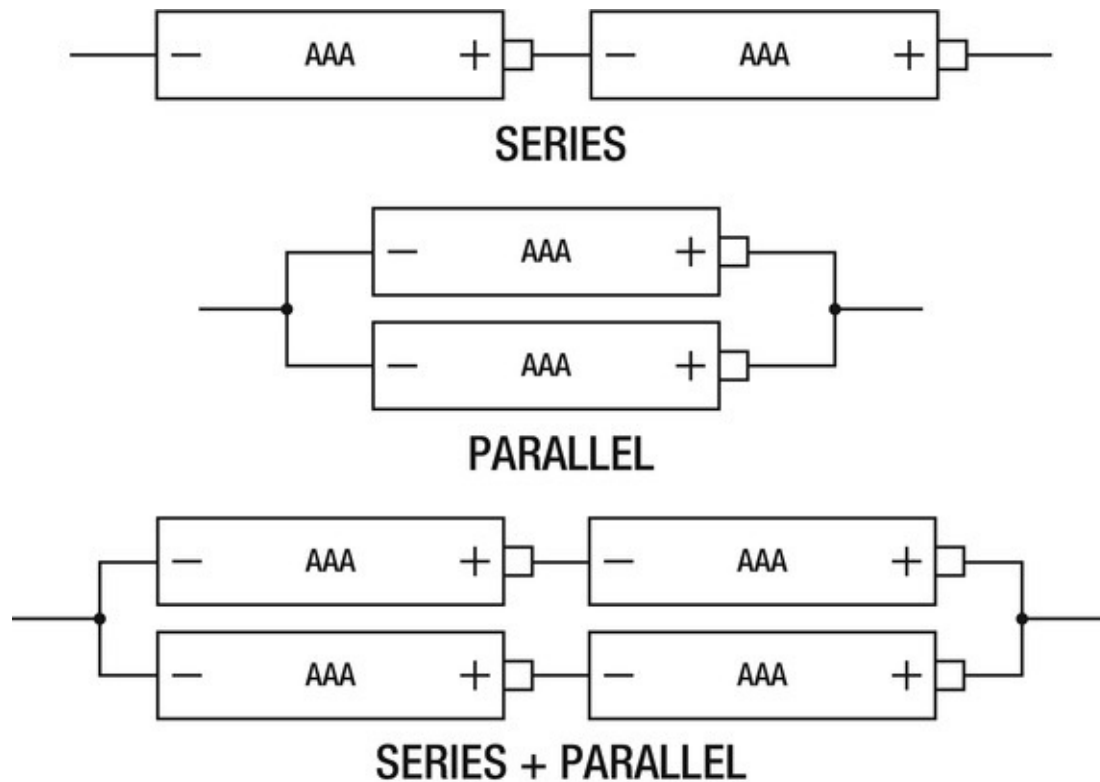 − AAA + − AAA +
SERIES
− AAA +
− AAA +
PARALLEL
− AAA + − AAA +
− AAA + − AAA +
SERIES + PARALLEL